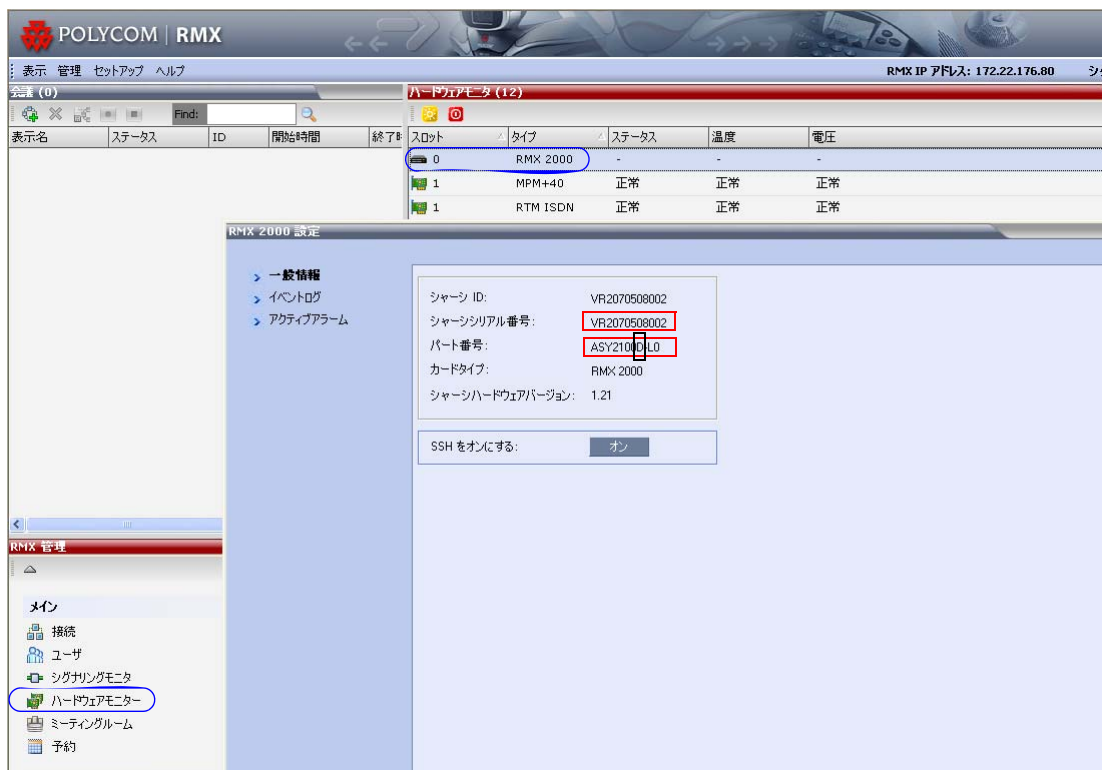 POLYCOM | RMX
表示 管理 セットアップ ヘルプ
RMX IP アドレス: 172.22.176.80
会議 (0)
Find:
表示名 ステータス ID 開始時間 終了
ハードウェアモニタ (12)
スロット タイプ ステータス 温度 電圧
0 RMX 2000 - - -
1 MPM+40 正常 正常 正常
1 RTM ISDN 正常 正常 正常
RMX 2000 設定
一般情報
イベントログ
アクティブアラーム
シャーシ ID: VR2070508002
シャーシシリアル番号: VR2070508002
パート番号: ASY2100D-L0
カードタイプ: RMX 2000
シャーシハードウェアバージョン: 1.21
SSH をオンにする: オン
RMX 管理
メイン
接続
ユーザ
シグナリングモニタ
ハードウェアモニター
ミーティングルーム
予約